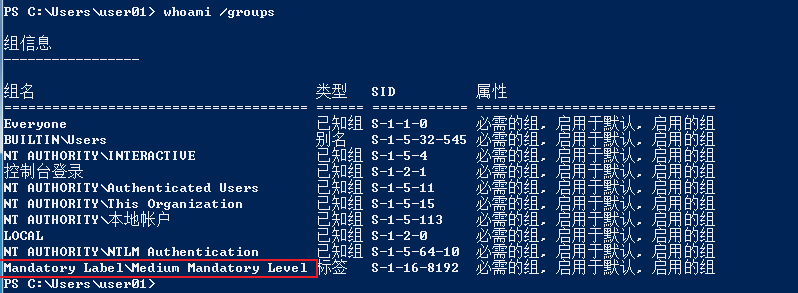 PS C:\Users\user01> whoami /groups
组信息
-----------------
组名 类型 SID 属性
====================================== ====== ============ ==============================
Everyone 已知组 S-1-1-0 必需的组, 启用于默认, 启用的组
BUILTIN\Users 别名 S-1-5-32-545 必需的组, 启用于默认, 启用的组
NT AUTHORITY\INTERACTIVE 已知组 S-1-5-4 必需的组, 启用于默认, 启用的组
控制台登录 已知组 S-1-2-1 必需的组, 启用于默认, 启用的组
NT AUTHORITY\Authenticated Users 已知组 S-1-5-11 必需的组, 启用于默认, 启用的组
NT AUTHORITY\This Organization 已知组 S-1-5-15 必需的组, 启用于默认, 启用的组
NT AUTHORITY\本地帐户 已知组 S-1-5-113 必需的组, 启用于默认, 启用的组
LOCAL 已知组 S-1-2-0 必需的组, 启用于默认, 启用的组
NT AUTHORITY\NTLM Authentication 已知组 S-1-5-64-10 必需的组, 启用于默认, 启用的组
Mandatory Label\Medium Mandatory Level 标签 S-1-16-8192 必需的组, 启用于默认, 启用的组
PS C:\Users\user01>